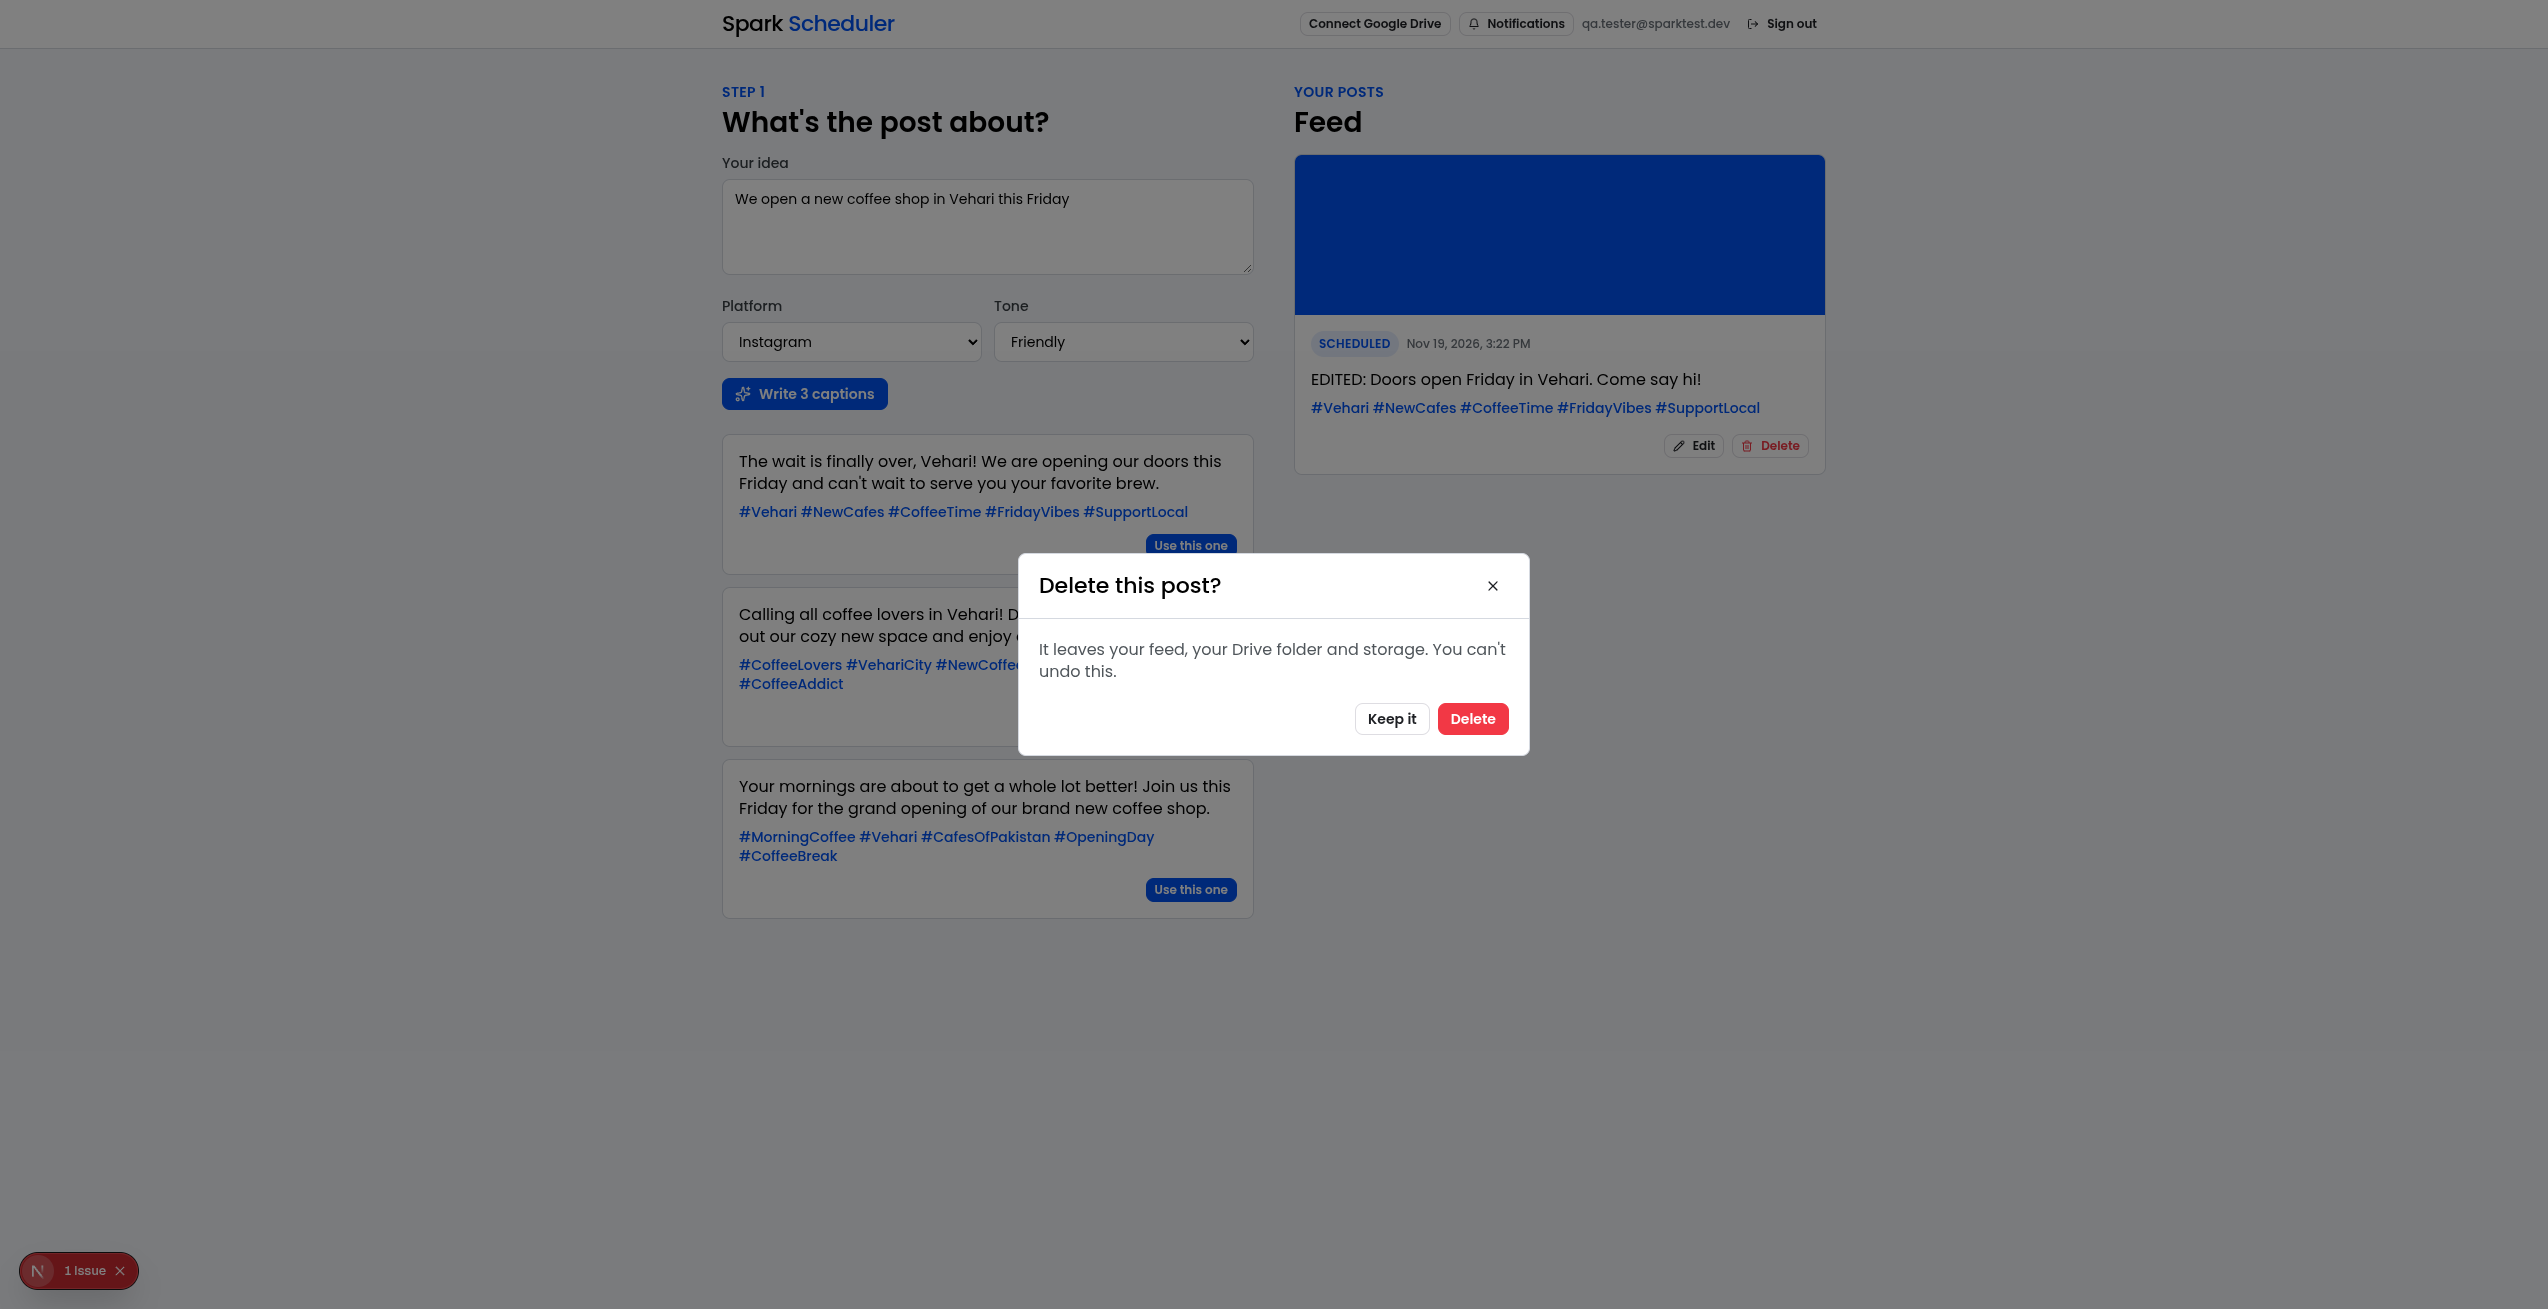 Spark Scheduler
Connect Google Drive
Notifications
qa.tester@sparktest.dev
Sign out
STEP 1
What's the post about?
Your idea
We open a new coffee shop in Vehari this Friday
Platform
Tone
Instagram
Friendly
Write 3 captions
The wait is finally over, Vehari! We are opening our doors this
Friday and can't wait to serve you your favorite brew.
#Vehari #NewCafes #CoffeeTime #FridayVibes #SupportLocal
Use this one
Calling all coffee lovers in Vehari!
out our cozy new space and enjoy
#CoffeeLovers #VehariCity
#CoffeeAddict
Your mornings are about to get a whole lot better! Join us this
Friday for the grand opening of our brand new coffee shop.
#MorningCoffee #Vehari #CafesOfPakistan #OpeningDay
#CoffeeBreak
Use this one
YOUR POSTS
Feed
SCHEDULED
Nov 19, 2026, 3:22 PM
EDITED: Doors open Friday in Vehari. Come say hi!
#Vehari #NewCafes #CoffeeTime #FridayVibes #SupportLocal
Edit
Delete
Delete this post?
It leaves your feed, your Drive folder and storage. You can't
undo this.
Keep it
Delete
N
1 Issue